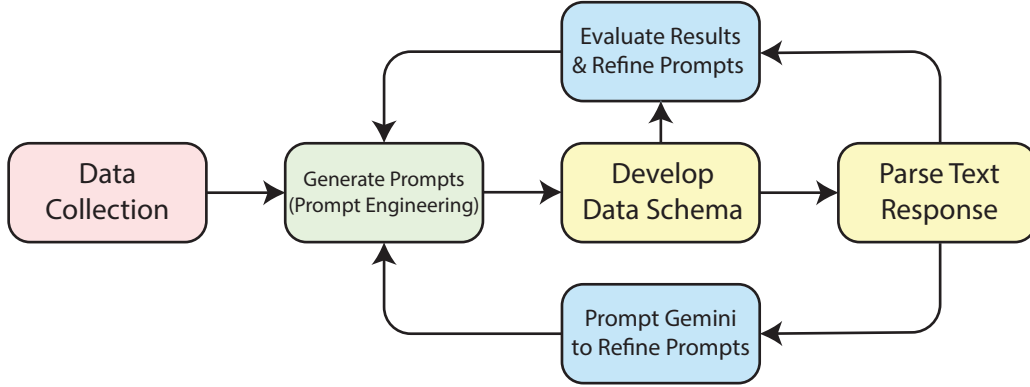 Evaluate Results
& Refine Prompts
Data
Collection
Generate Prompts
(Prompt Engineering)
Develop
Data Schema
Parse Text
Response
Prompt Gemini
to Refine Prompts